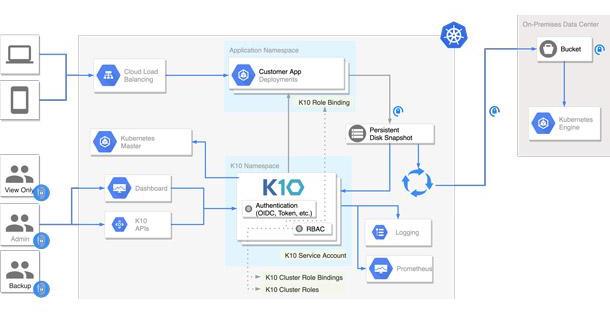 On-Premises Data Center
Application Namespace
Bucket
Cloud Load
Balancing
Customer App
Deployments
K10 Role Binding
Kubernetes
Engine
Persistent
Disk Snapshot
Kubernetes
Master
K10 Namespace
View Only
K10
Dashboard
Authentication
(OIDC, Token, etc.)
K10
APIs
RBAC
Logging
Admin
K10 Service Account
Prometheus
K10 Cluster Role Bindings
Backup
K10 Cluster Roles